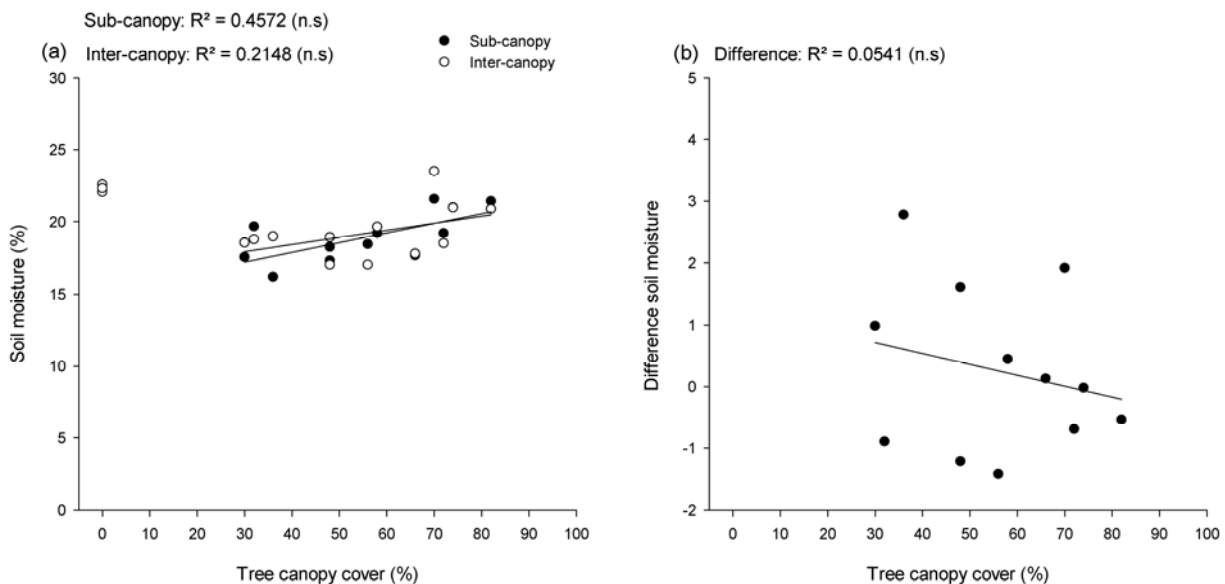 Sub-canopy: R² = 0.4572 (n.s)
(a) Inter-canopy: R² = 0.2148 (n.s)
Sub-canopy
Inter-canopy
30
25
20
15
10
5
0
Soil moisture (%)
0 10 20 30 40 50 60 70 80 90 100
Tree canopy cover (%)
(b) Difference: R² = 0.0541 (n.s)
5
4
3
2
1
0
-1
-2
Difference soil moisture
0 10 20 30 40 50 60 70 80 90 100
Tree canopy cover (%)